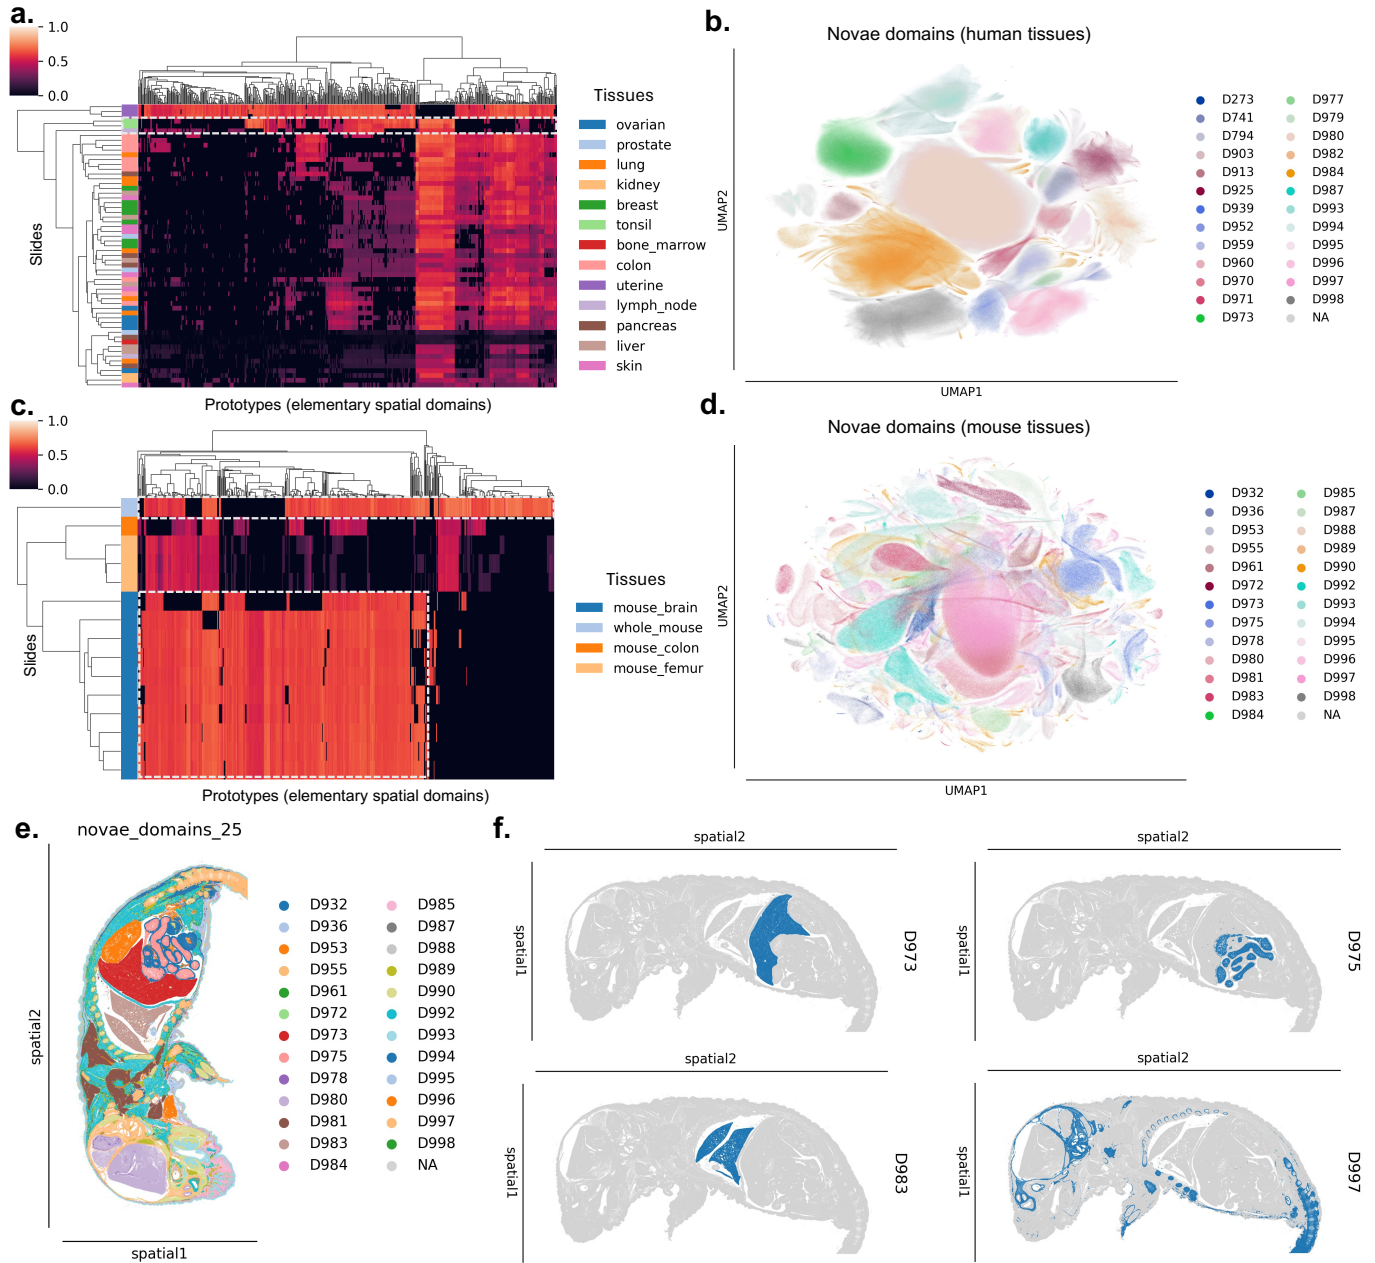 a.
1.0
0.5
0.0
Slides
Prototypes (elementary spatial domains)
Tissues
ovarian
prostate
lung
kidney
breast
tonsil
bone_marrow
colon
uterine
lymph_node
pancreas
liver
skin
b.
Novae domains (human tissues)
UMAP2
UMAP1
D273
D741
D794
D903
D913
D925
D939
D952
D959
D960
D970
D971
D973
D977
D979
D980
D982
D984
D987
D993
D994
D995
D996
D997
D998
NA
c.
1.0
0.5
0.0
Slides
Prototypes (elementary spatial domains)
Tissues
mouse_brain
whole_mouse
mouse_colon
mouse_femur
d.
Novae domains (mouse tissues)
UMAP2
UMAP1
D932
D936
D953
D955
D961
D972
D973
D975
D978
D980
D981
D983
D984
D985
D987
D988
D989
D990
D992
D993
D994
D995
D996
D997
D998
NA
e.
novae_domains_25
spatial2
spatial1
D932
D936
D953
D955
D961
D972
D973
D975
D978
D980
D981
D983
D984
D985
D987
D988
D989
D990
D992
D993
D994
D995
D996
D997
D998
NA
f.
spatial2
spatial1
D973
spatial2
spatial1
D975
spatial2
spatial1
D983
spatial2
spatial1
D997